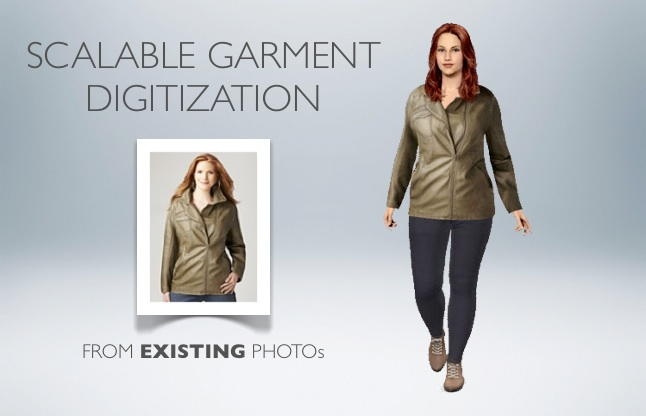 SCALABLE GARMENT
DIGITIZATION
FROM EXISTING PHOTOs